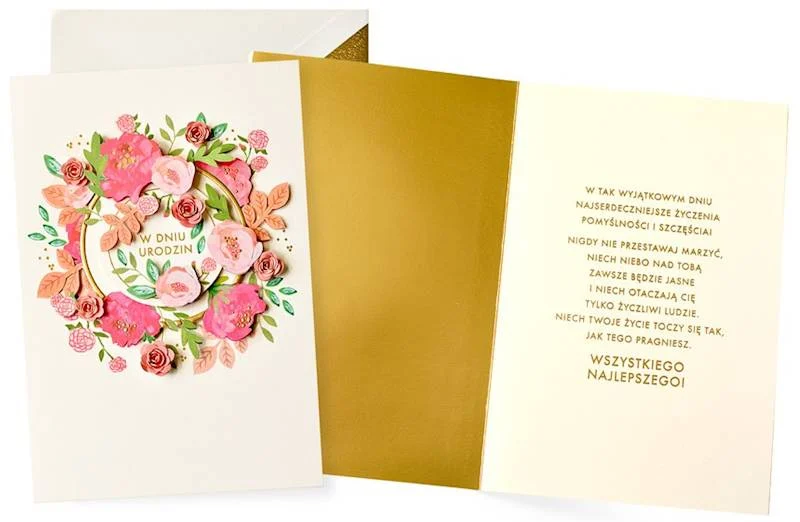 W DNIU
URODZIN
W TAK WYJĄTKOWYM DNIU
NAJSERDECZNIEJSZE ŻYCZENIA
POMYŚLNOŚCI I SZCZĘŚCIA!
NIGDY NIE PRZESTAWAJ MARZYĆ,
NIECH NIEBO NAD TOBĄ
ZAWSZE BĘDZIE JASNE
I NIECH OTACZAJĄ CIĘ
TYLKO ŻYCZLIWI LUDZIE.
NIECH TWOJE ŻYCIE TOCZY SIĘ TAK,
JAK TEGO PRAGNIESZ.
WSZYSTKIEGO
NAJLEPSZEGO!